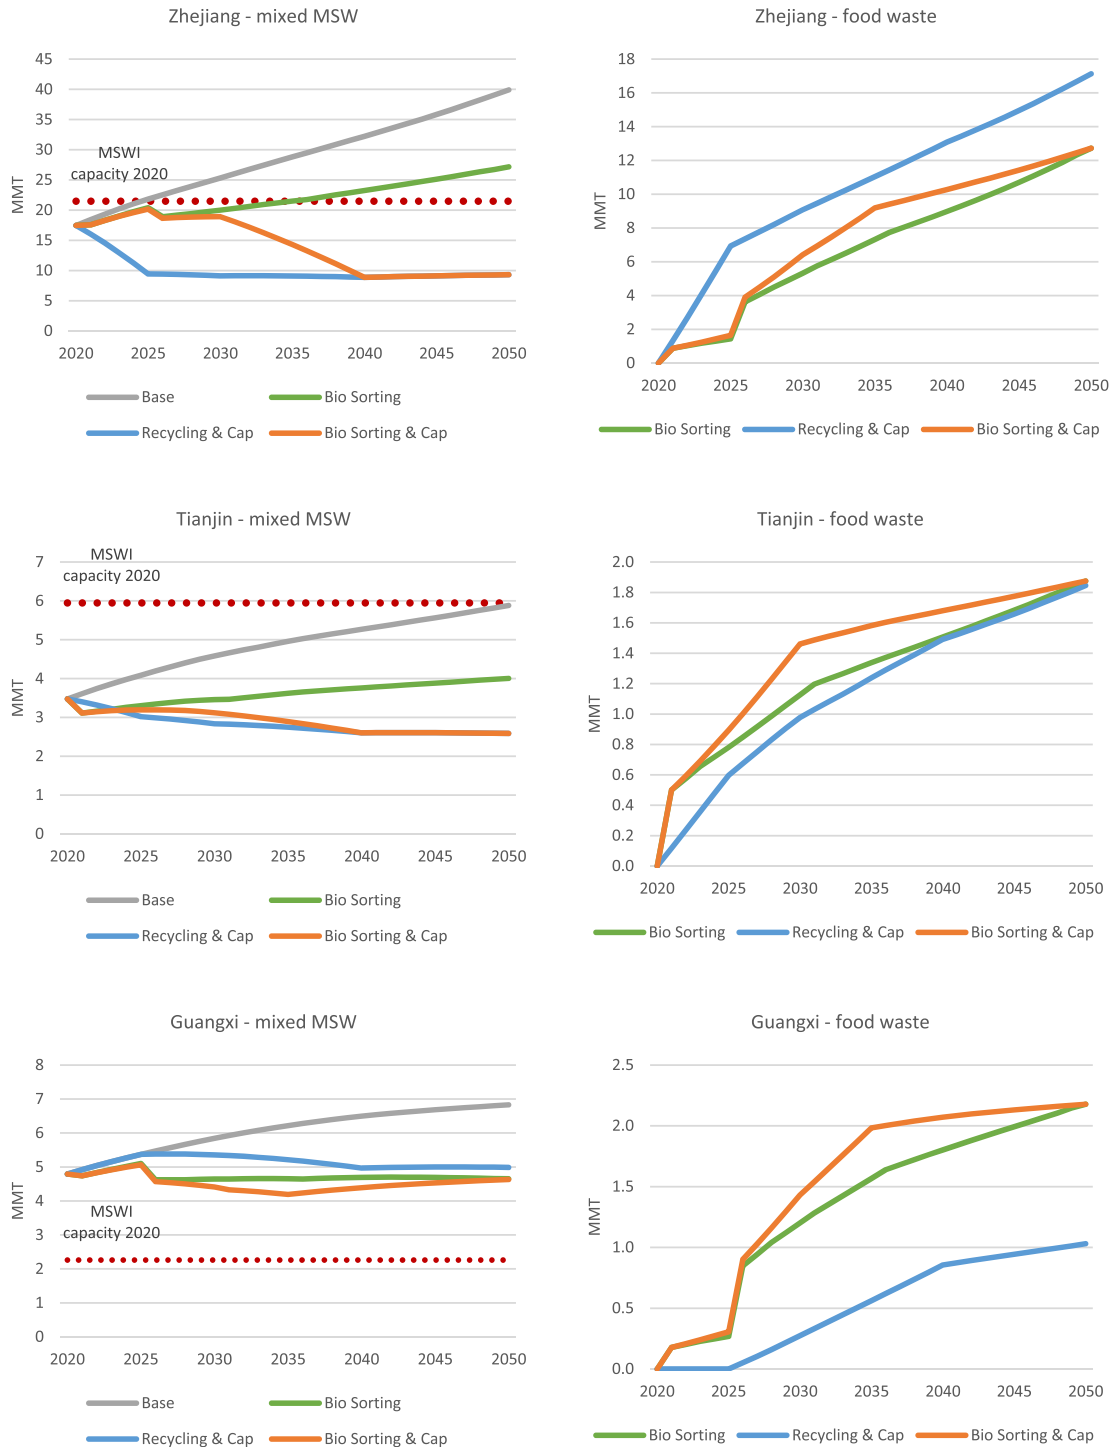 Zhejiang - mixed MSW
45
40
35
30
25
20
15
10
5
0
MMT
MSWI
capacity 2020
2020 2025 2030 2035 2040 2045 2050
Base Bio Sorting
Recycling & Cap Bio Sorting & Cap
Zhejiang - food waste
18
16
14
12
10
8
6
4
2
0
MMT
2020 2025 2030 2035 2040 2045 2050
Bio Sorting Recycling & Cap Bio Sorting & Cap
Tianjin - mixed MSW
7
6
5
4
3
2
1
0
MMT
MSWI
capacity 2020
2020 2025 2030 2035 2040 2045 2050
Base Bio Sorting
Recycling & Cap Bio Sorting & Cap
Tianjin - food waste
2.0
1.8
1.6
1.4
1.2
1.0
0.8
0.6
0.4
0.2
0.0
MMT
2020 2025 2030 2035 2040 2045 2050
Bio Sorting Recycling & Cap Bio Sorting & Cap
Guangxi - mixed MSW
8
7
6
5
4
3
2
1
0
MMT
MSWI
capacity 2020
2020 2025 2030 2035 2040 2045 2050
Base Bio Sorting
Recycling & Cap Bio Sorting & Cap
Guangxi - food waste
2.5
2.0
1.5
1.0
0.5
0.0
MMT
2020 2025 2030 2035 2040 2045 2050
Bio Sorting Recycling & Cap Bio Sorting & Cap